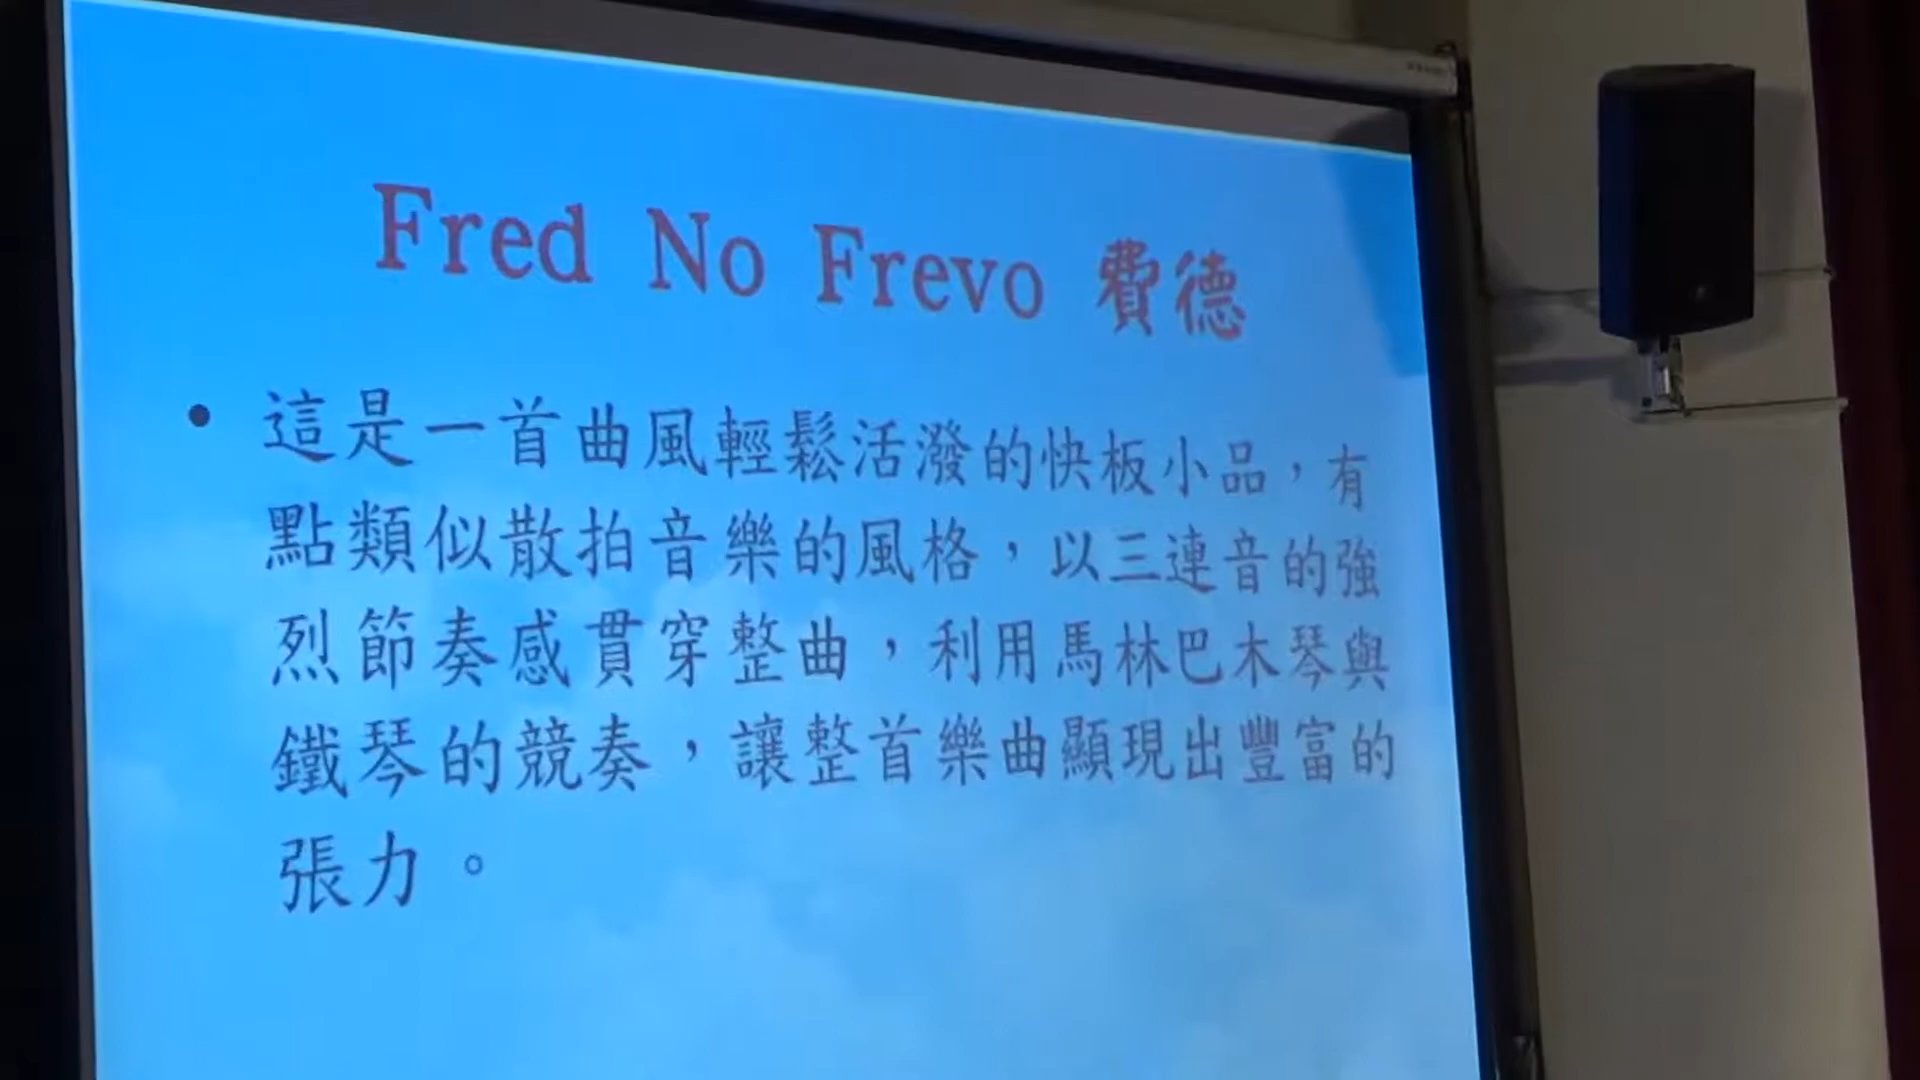 Fred No Frevo 費德
• 這是一首曲風輕鬆活潑的快板小品，有
點類似散拍音樂的風格，以三連音的強
烈節奏感貫穿整曲，利用馬林巴木琴與
鐵琴的競奏，讓整首樂曲顯現出豐富的
張力。